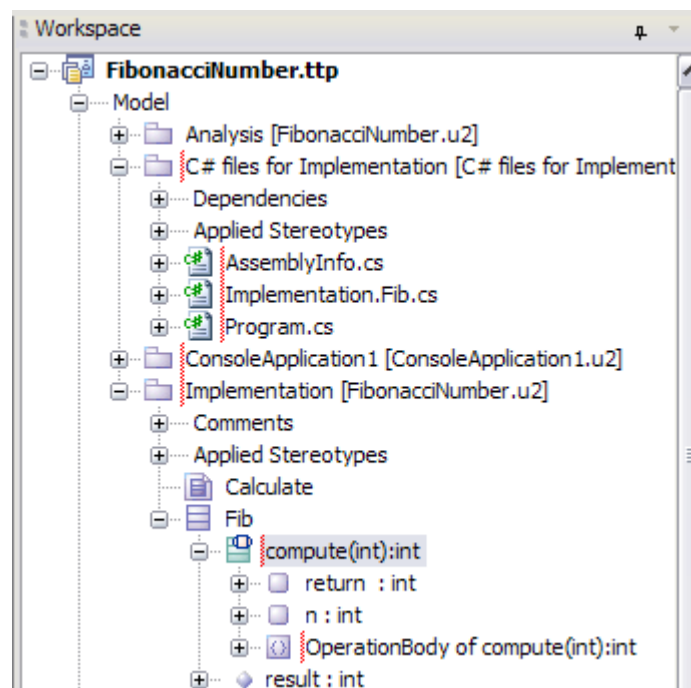 Workspace
FibonacciNumber.ttp
Model
Analysis [FibonacciNumber.u2]
C# files for Implementation [C# files for Implement
Dependencies
Applied Stereotypes
AssemblyInfo.cs
Implementation.Fib.cs
Program.cs
ConsoleApplication1 [ConsoleApplication1.u2]
Implementation [FibonacciNumber.u2]
Comments
Applied Stereotypes
Calculate
Fib
compute(int):int
return : int
n : int
OperationBody of compute(int):int
result : int